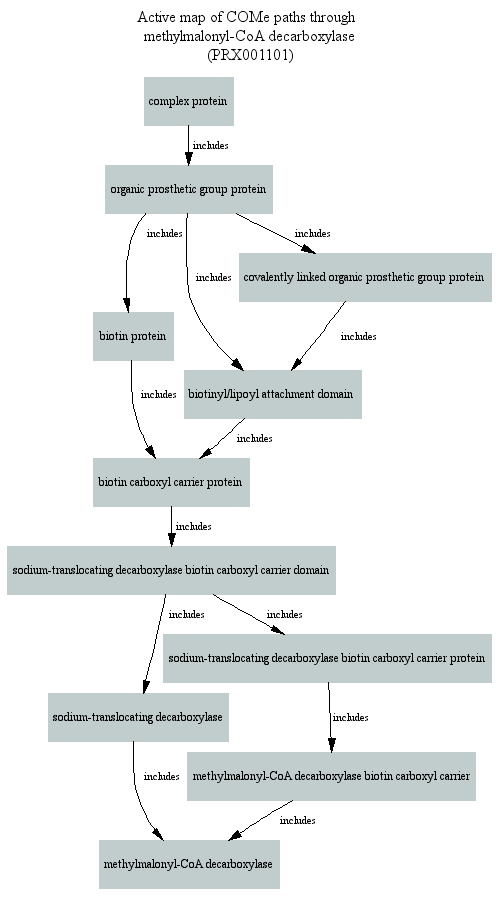 Active map of COMe paths through
methylmalonyl-CoA decarboxylase
(PRX001101)
complex protein
includes
organic prosthetic group protein
includes
includes
includes
covalently linked organic prosthetic group protein
biotin protein
includes
includes
biotinyl/lipoyl attachment domain
includes
biotin carboxyl carrier protein
includes
sodium-translocating decarboxylase biotin carboxyl carrier domain
includes
includes
sodium-translocating decarboxylase biotin carboxyl carrier protein
sodium-translocating decarboxylase
includes
includes
methylmalonyl-CoA decarboxylase biotin carboxyl carrier
includes
methylmalonyl-CoA decarboxylase